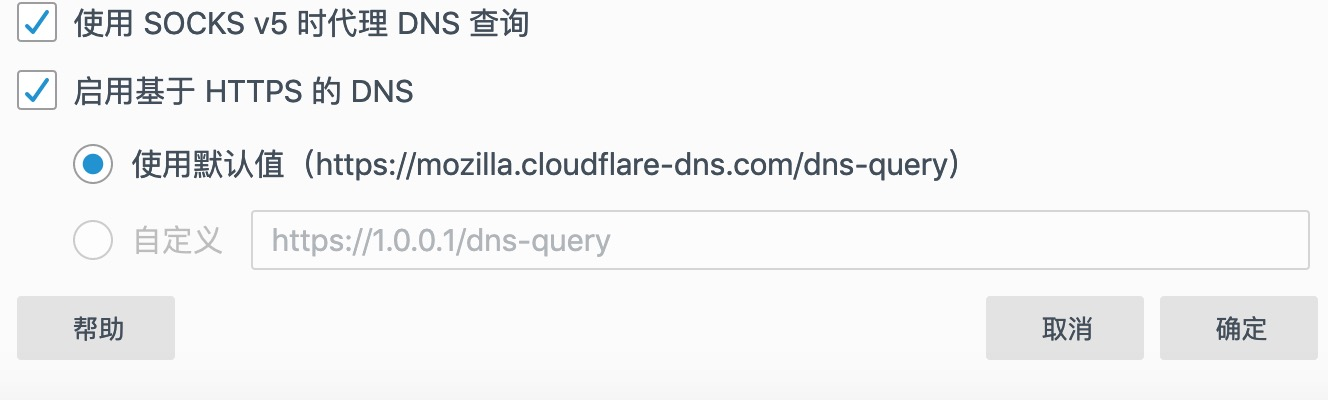 使用 SOCKS v5 时代理 DNS 查询
启用基于 HTTPS 的 DNS
使用默认值（https://mozilla.cloudflare-dns.com/dns-query）
自定义 https://1.0.0.1/dns-query
帮助 取消 确定